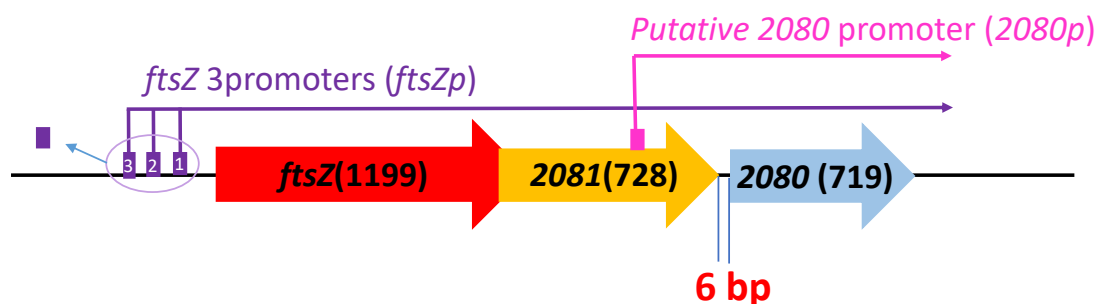 Putative 2080 promoter (2080p)
ftsZ 3promoters (ftsZp)
3 2 1
ftsZ(1199) 2081(728) 2080 (719)
6 bp